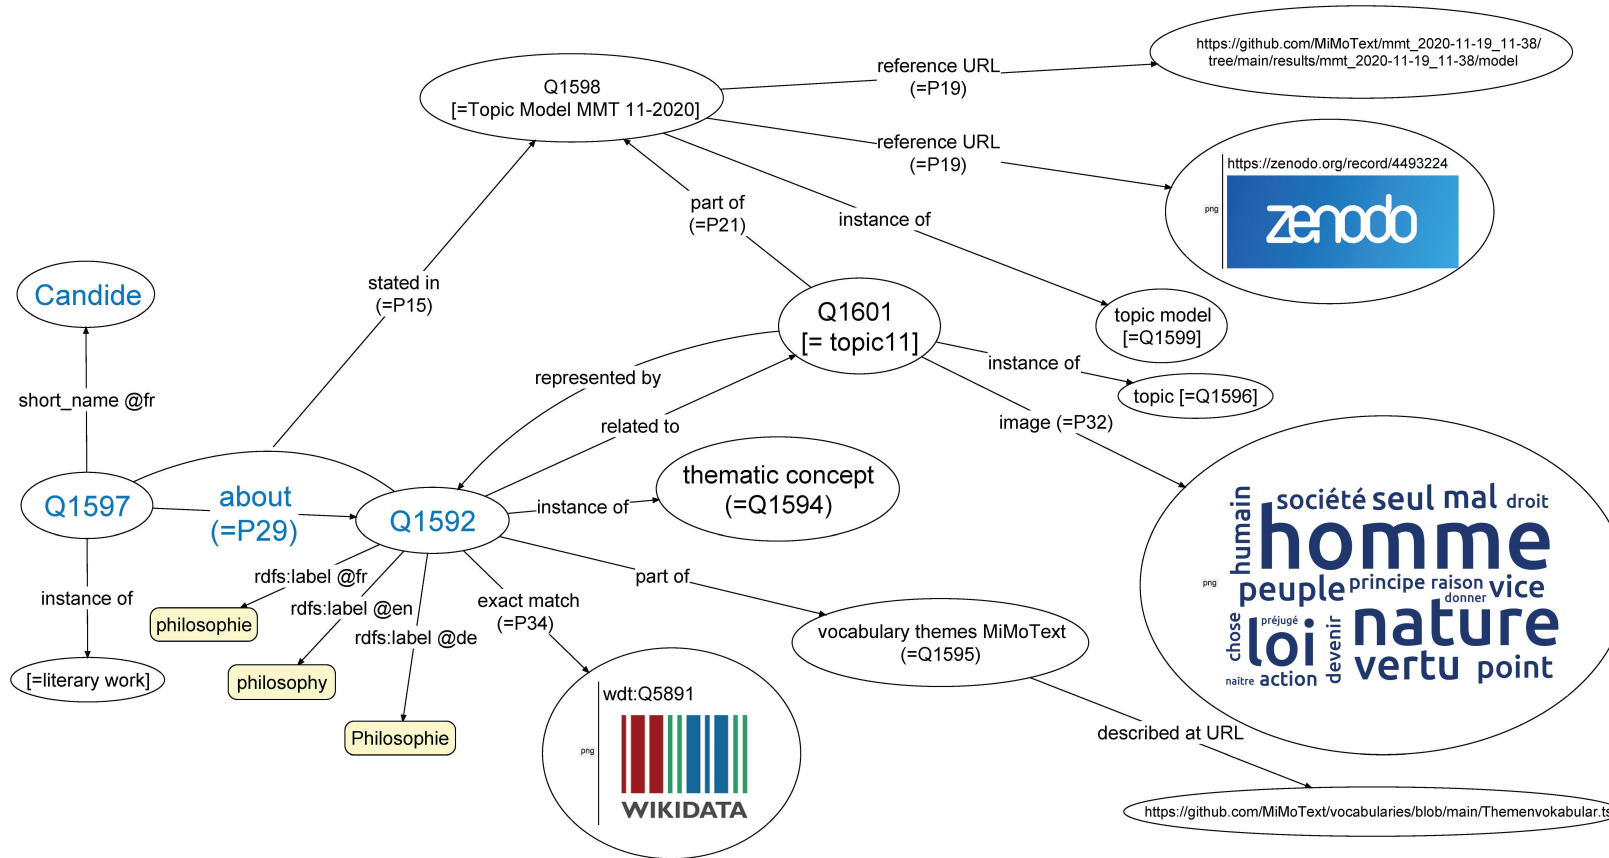 https://github.com/MiMoText/mmt_2020-11-19_11-38/
tree/main/results/mmt_2020-11-19_11-38/model
reference URL
(=P19)
Q1598
[=Topic Model MMT 11-2020]
reference URL
(=P19)
https://zenodo.org/record/4493224
png
zenodo
part of
(=P21)
instance of
stated in
(=P15)
Candide
Q1601
[= topic11]
topic model
[=Q1599]
instance of
topic [=Q1596]
represented by
short_name @fr
related to
image (=P32)
thematic concept
(=Q1594)
Q1597
about
(=P29)
Q1592
instance of
humain
société
seul
mal
droit
homme
peuple
principe
raison
donner
vice
chose
préjugé
loi
devenir
nature
vertu
point
naître
action
png
rdfs:label @fr
rdfs:label @en
rdfs:label @de
exact match
(=P34)
part of
instance of
philosophie
philosophy
Philosophie
[=literary work]
vocabulary themes MiMoText
(=Q1595)
wdt:Q5891
png
WIKIDATA
described at URL
https://github.com/MiMoText/vocabularies/blob/main/Themenvokabular.ts